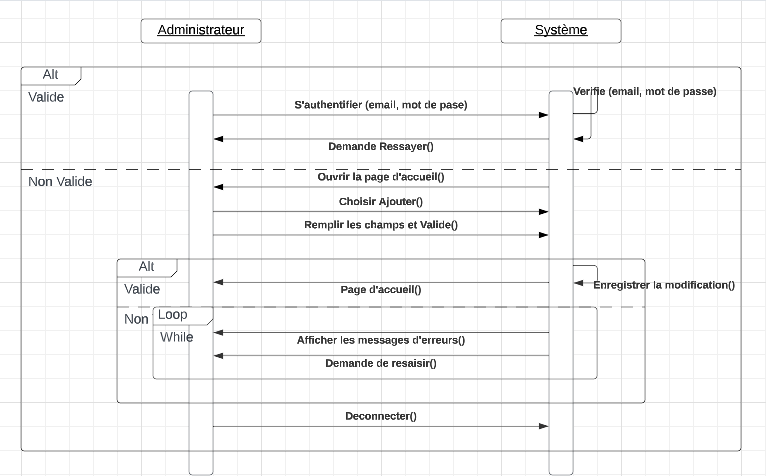 Administrateur
Système
Alt
Valide
Verifie (email, mot de passe)
S'authentifier (email, mot de pase)
Demande Ressayer()
Non Valide
Ouvrir la page d'accueil()
Choisir Ajouter()
Remplir les champs et Valide()
Alt
Valide
Enregistrer la modification()
Page d'accueil()
Non
Loop
While
Afficher les messages d'erreurs()
Demande de resaisir()
Deconnecter()